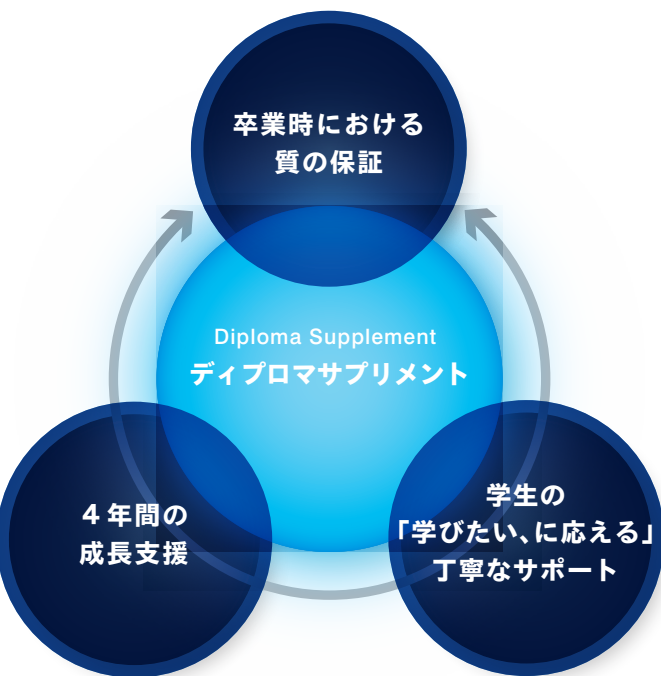 卒業時における
質の保証
Diploma Supplement
ディプロマサプリメント
4年間の
成長支援
学生の
「学びたい、に応える」
丁寧なサポート